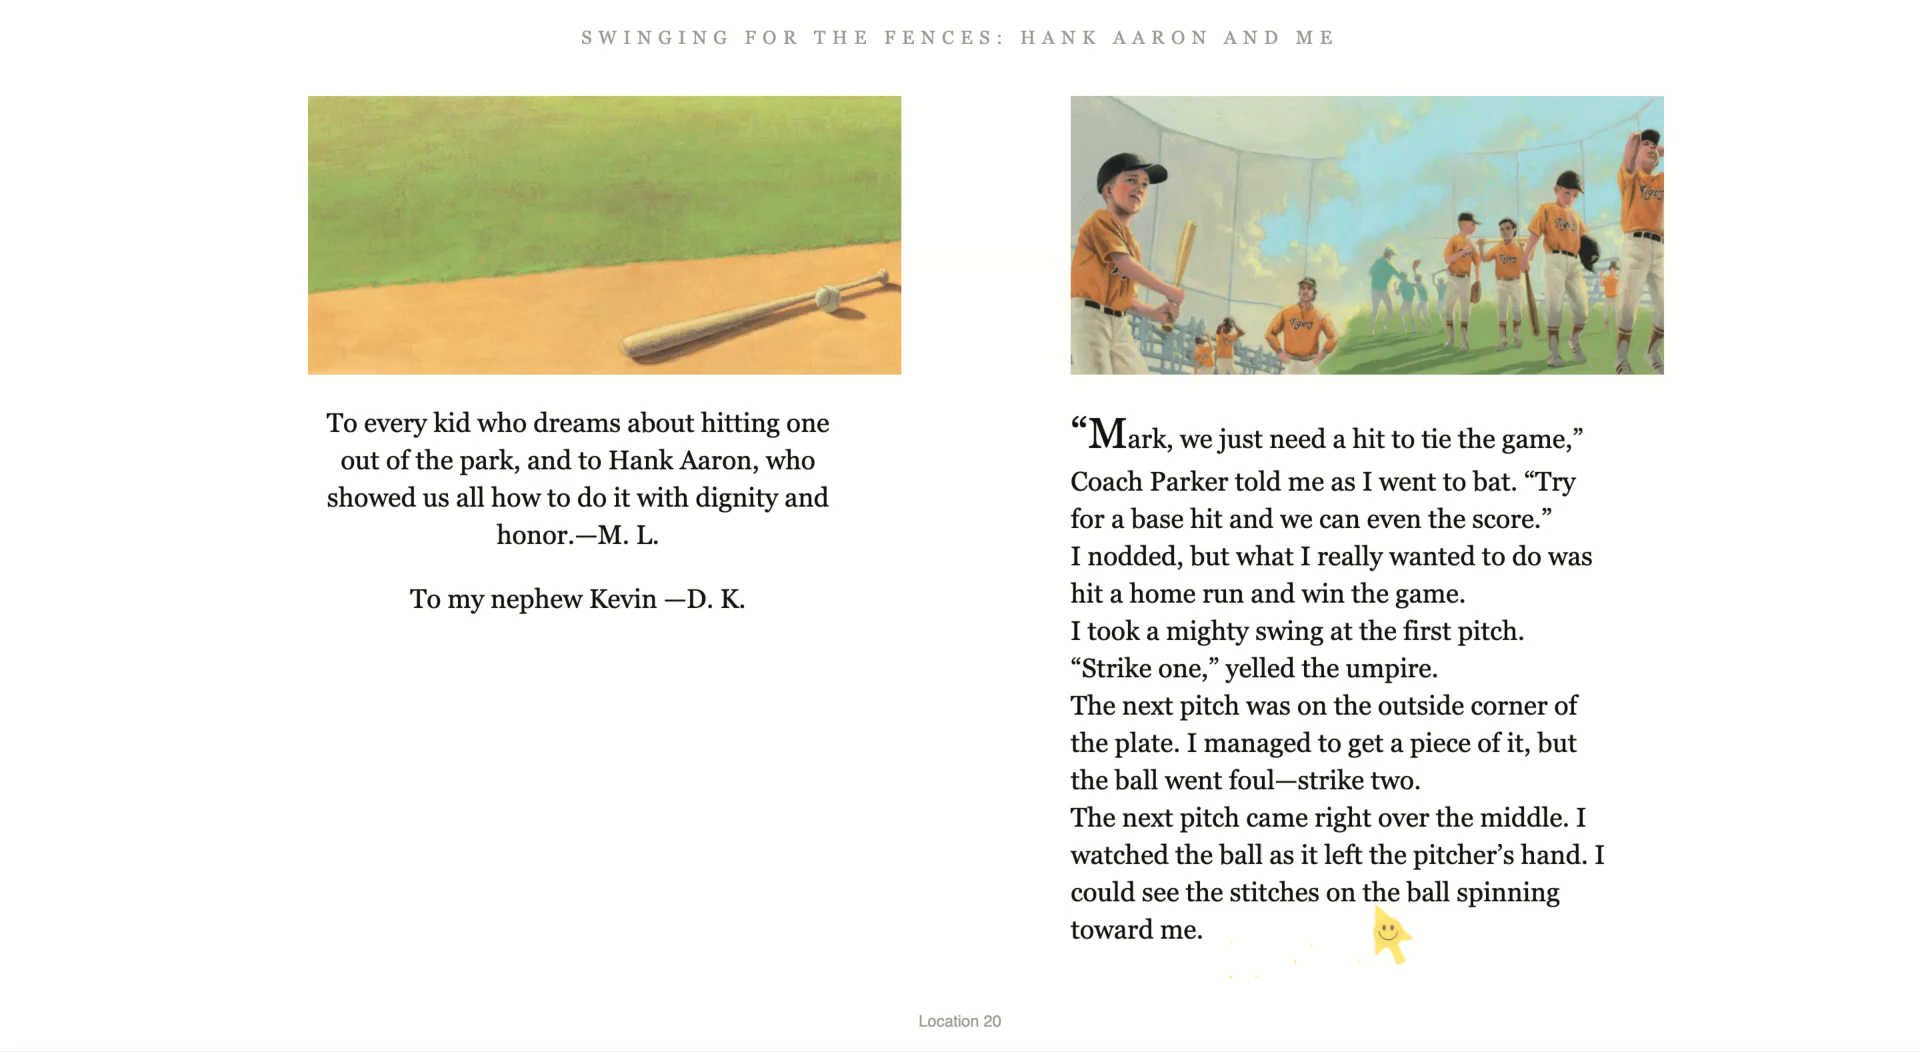 SWINGING FOR THE FENCES: HANK AARON AND ME
To every kid who dreams about hitting one
out of the park, and to Hank Aaron, who
showed us all how to do it with dignity and
honor.—M. L.
To my nephew Kevin —D. K.
Tigers
Tigers
Tigers
Tigers
“Mark, we just need a hit to tie the game,”
Coach Parker told me as I went to bat. “Try
for a base hit and we can even the score.”
I nodded, but what I really wanted to do was
hit a home run and win the game.
I took a mighty swing at the first pitch.
“Strike one,” yelled the umpire.
The next pitch was on the outside corner of
the plate. I managed to get a piece of it, but
the ball went foul—strike two.
The next pitch came right over the middle. I
watched the ball as it left the pitcher’s hand. I
could see the stitches on the ball spinning
toward me.
Location 20